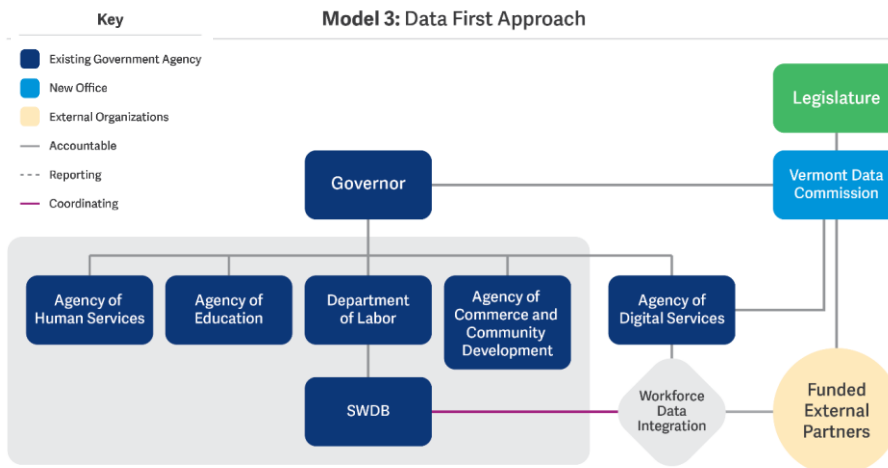 Key
Model 3: Data First Approach
Existing Government Agency
New Office
External Organizations
Accountable
Reporting
Coordinating
Legislature
Governor
Vermont Data
Commission
Agency of
Human Services
Agency of
Education
Department
of Labor
Agency of
Commerce and
Community
Development
Agency of
Digital Services
SWDB
Workforce
Data
Integration
Funded
External
Partners